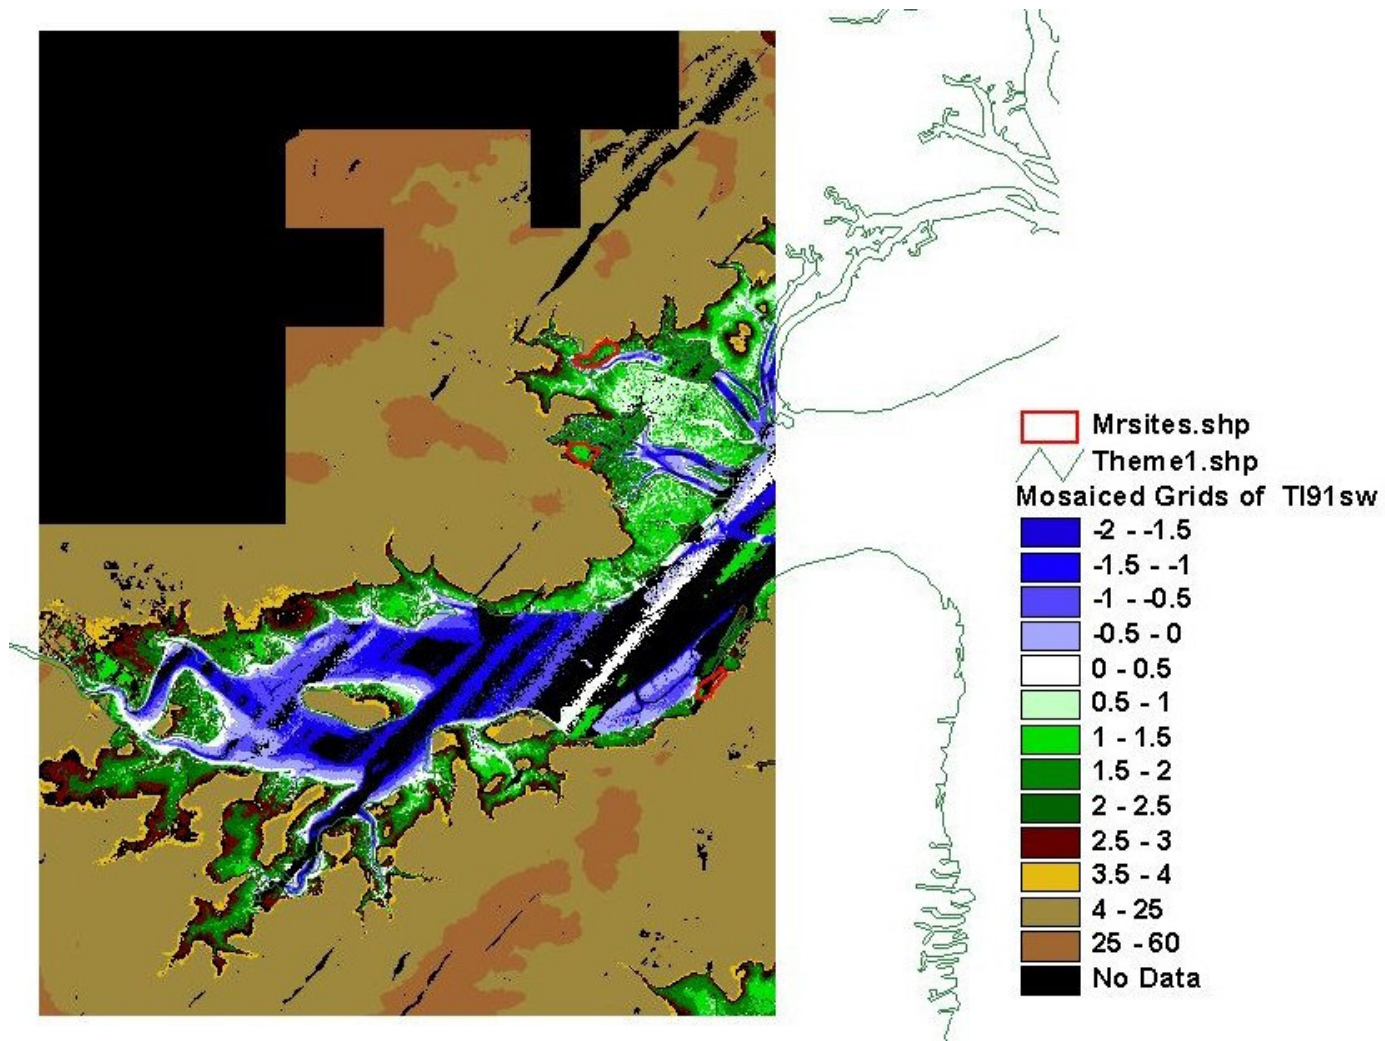 Mrsites.shp
Theme1.shp
Mosaiced Grids of Tl91sw
-2 - -1.5
-1.5 - -1
-1 - -0.5
-0.5 - 0
0 - 0.5
0.5 - 1
1 - 1.5
1.5 - 2
2 - 2.5
2.5 - 3
3.5 - 4
4 - 25
25 - 60
No Data